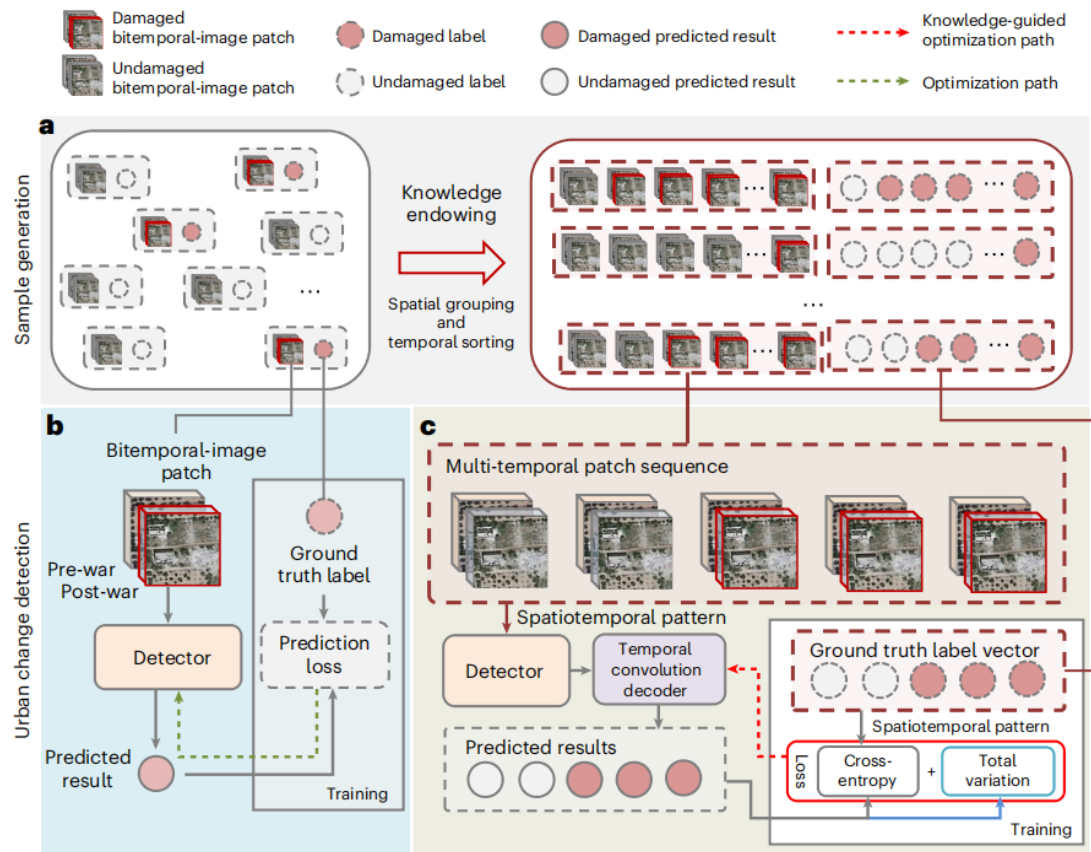 Damaged
bitemporal-image patch
Damaged label
Damaged predicted result
Knowledge-guided
optimization path
Undamaged
bitemporal-image patch
Undamaged label
Undamaged predicted result
Optimization path
a
Sample generation
Knowledge
endowing
Spatial grouping
and
temporal sorting
...
...
...
...
...
...
...
...
...
b
Urban change detection
Bitemporal-image
patch
Pre-war
Post-war
Detector
Predicted
result
Ground
truth label
Prediction
loss
Training
c
Multi-temporal patch sequence
Spatiotemporal pattern
Detector
Temporal
convolution
decoder
Predicted results
Ground truth label vector
Spatiotemporal pattern
Loss
Cross-
entropy
+
Total
variation
Training